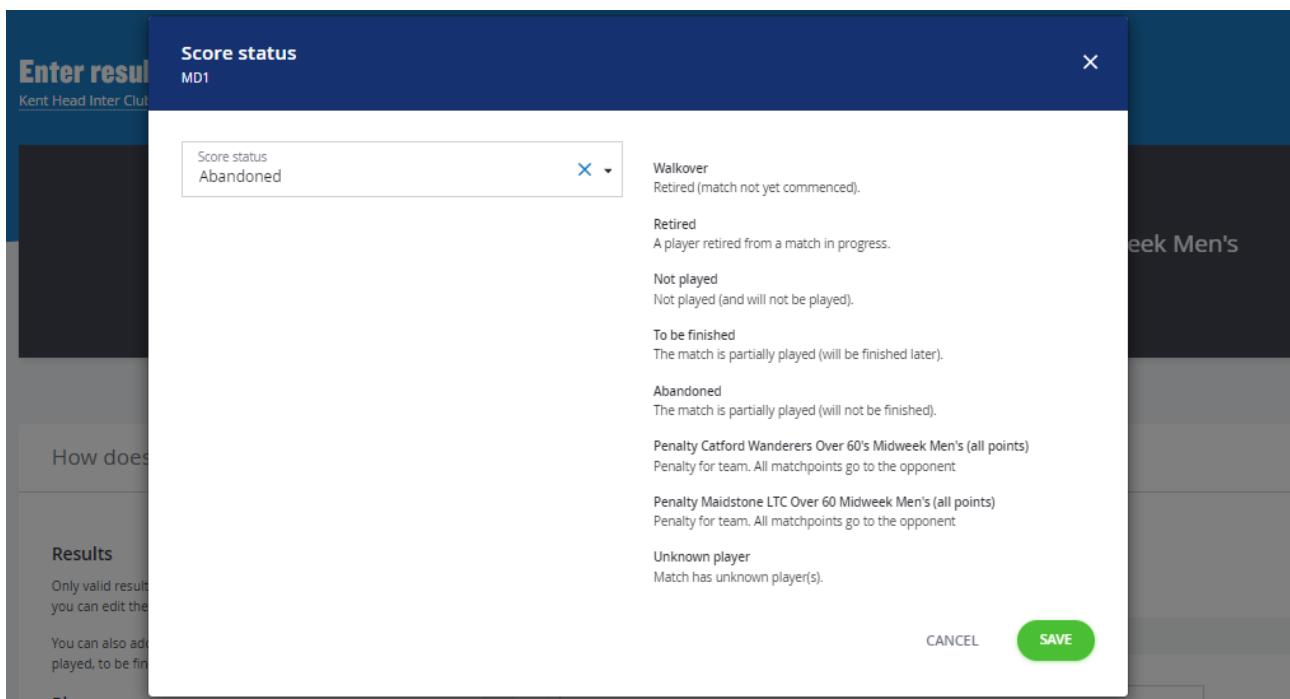 Score status
MD1
Enter resul
Kent Head Inter Clu
Score status
Abandoned
Walkover
Retired (match not yet commenced).
Retired
A player retired from a match in progress.
Not played
Not played (and will not be played).
To be finished
The match is partially played (will be finished later).
Abandoned
The match is partially played (will not be finished).
Penalty Catford Wanderers Over 60's Midweek Men's (all points)
Penalty for team. All matchpoints go to the opponent
Penalty Maidstone LTC Over 60 Midweek Men's (all points)
Penalty for team. All matchpoints go to the opponent
Unknown player
Match has unknown player(s).
CANCEL
SAVE
eek Men's
How does
Results
Only valid result
you can edit the
You can also add
played, to be fin